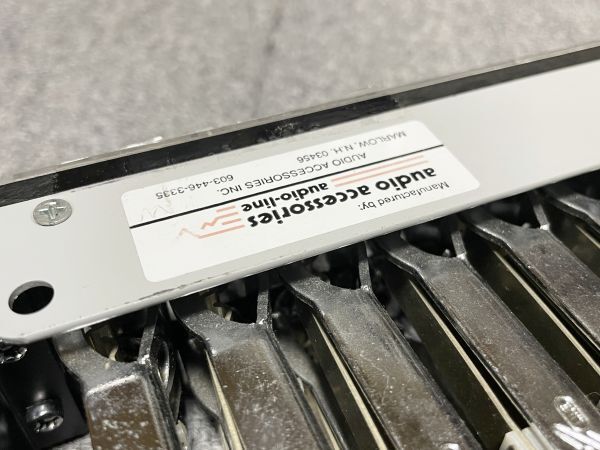 Manufactured by:
audio accessories
audio-line
AUDIO ACCESSORIES INC.
MARLOW, N.H. 03456
603-446-3335